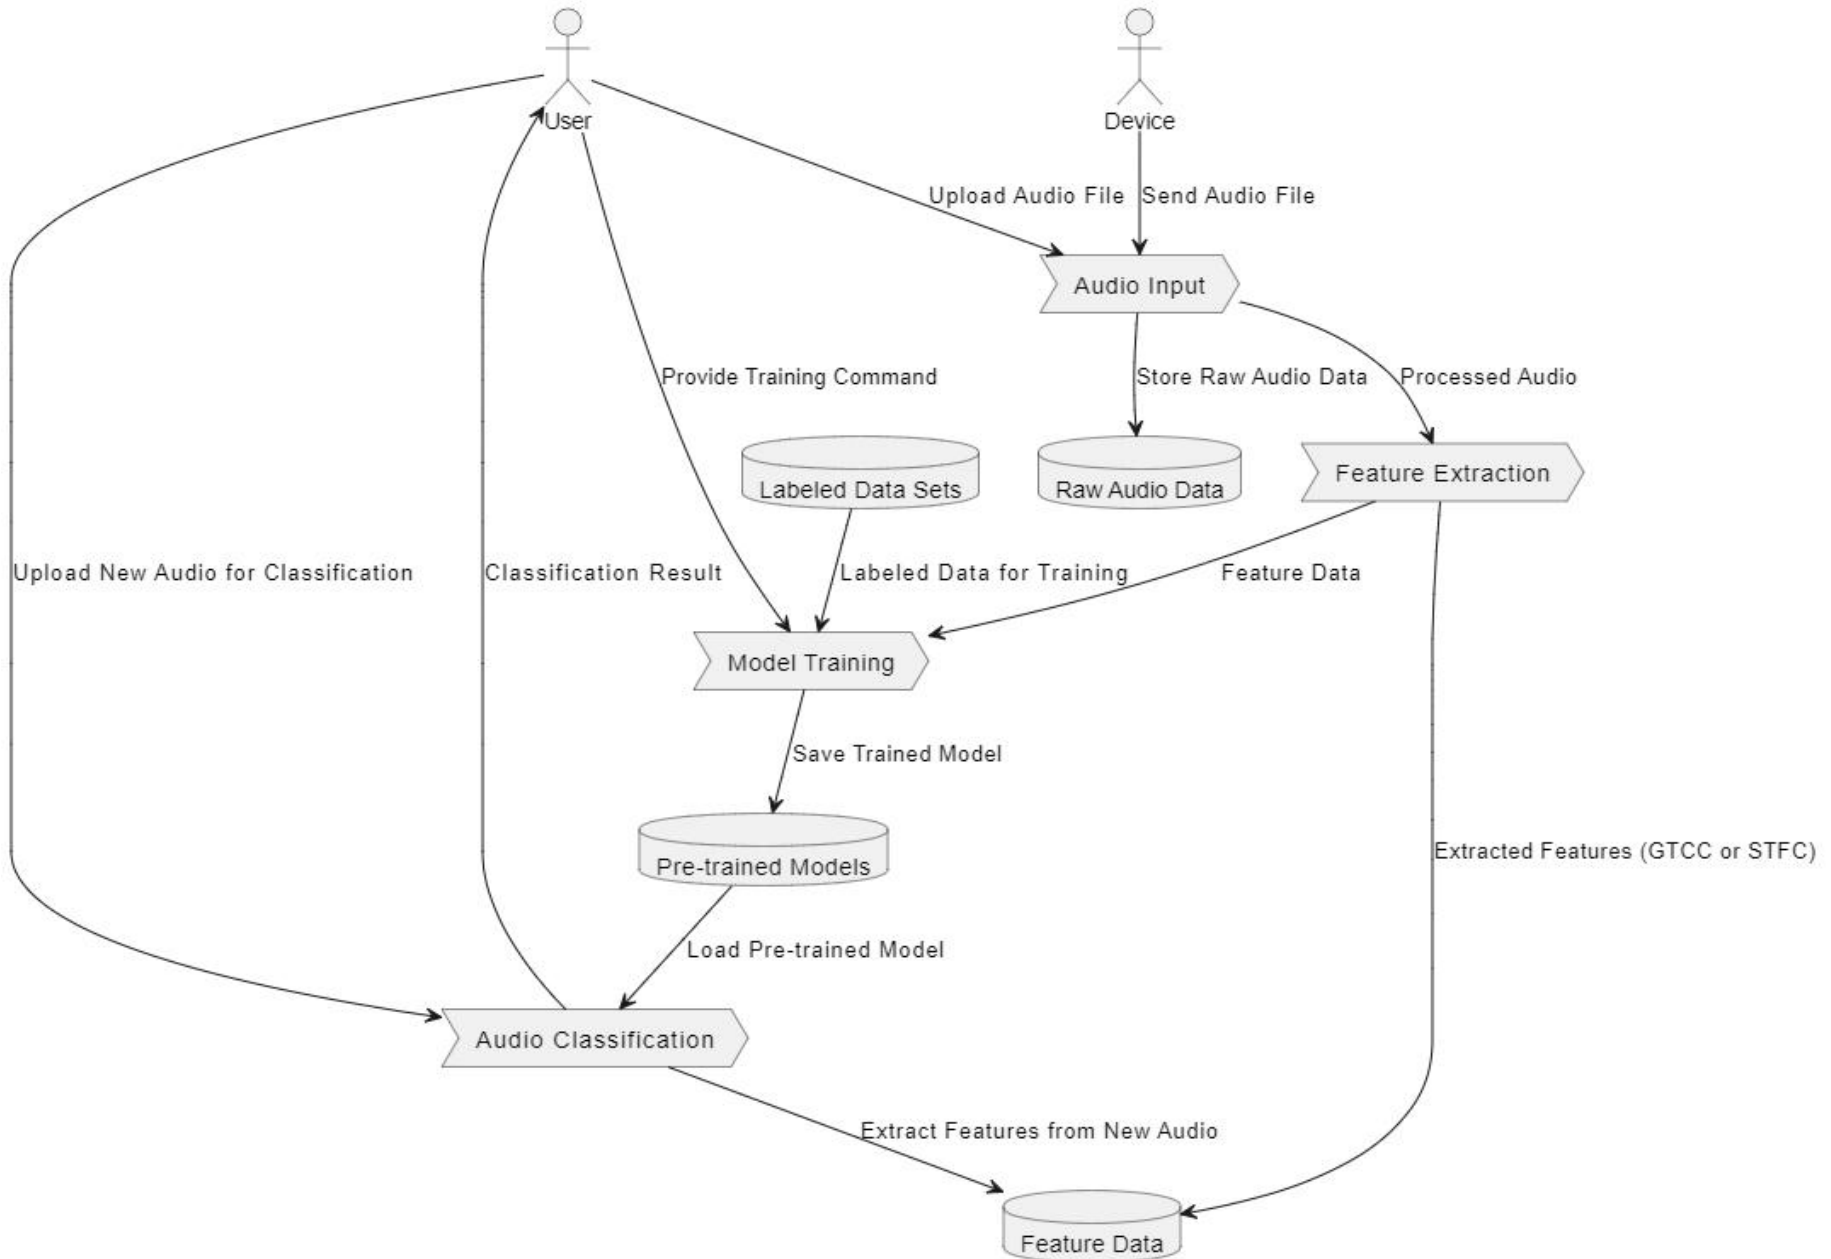 User
Device
Upload Audio File
Send Audio File
Audio Input
Provide Training Command
Store Raw Audio Data
Processed Audio
Labeled Data Sets
Raw Audio Data
Feature Extraction
Upload New Audio for Classification
Classification Result
Labeled Data for Training
Feature Data
Model Training
Save Trained Model
Pre-trained Models
Extracted Features (GTCC or STFC)
Load Pre-trained Model
Audio Classification
Extract Features from New Audio
Feature Data